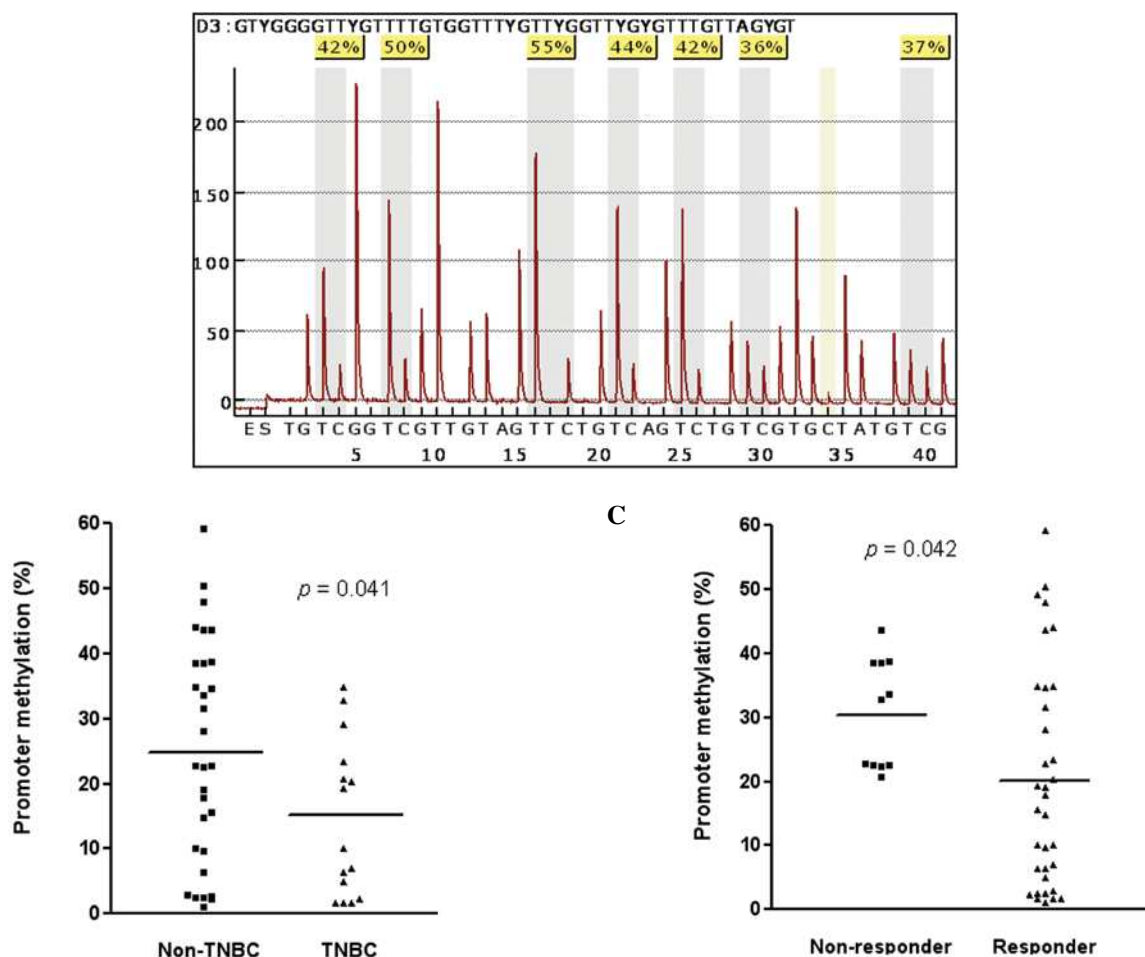 D3 : GTYGGGGTTYGTTTTGTGGTTTYGTTYGGTTYGYGTTTGTTAGYGT
42% 50% 55% 44% 42% 36% 37%
200
150
100
50
0
E S T G T C G G T C G T T G T A G T T C T G T C A G T C T G T C G T G C T A T G T C G
5 10 15 20 25 30 35 40
C
Promoter methylation (%)
60
50
40
30
20
10
0
p = 0.041
Non-TNBC TNBC
Promoter methylation (%)
60
50
40
30
20
10
0
p = 0.042
Non-responder Responder